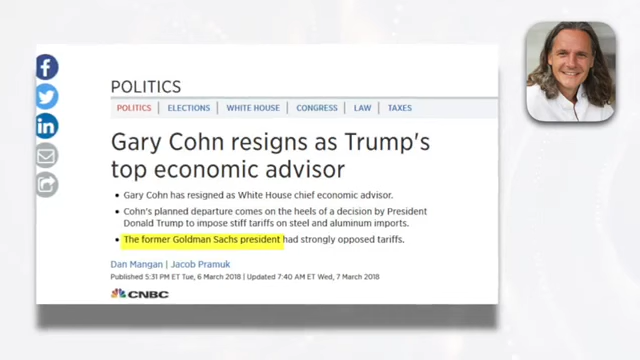 POLITICS
POLITICS | ELECTIONS | WHITE HOUSE | CONGRESS | LAW | TAXES
Gary Cohn resigns as Trump's
top economic advisor
• Gary Cohn has resigned as White House chief economic advisor.
• Cohn's planned departure comes on the heels of a decision by President
Donald Trump to impose stiff tariffs on steel and aluminum imports.
• The former Goldman Sachs president had strongly opposed tariffs.
Dan Mangan | Jacob Pramuk
Published 5:31 PM ET Tue, 6 March 2018 | Updated 7:40 AM ET Wed, 7 March 2018
CNBC